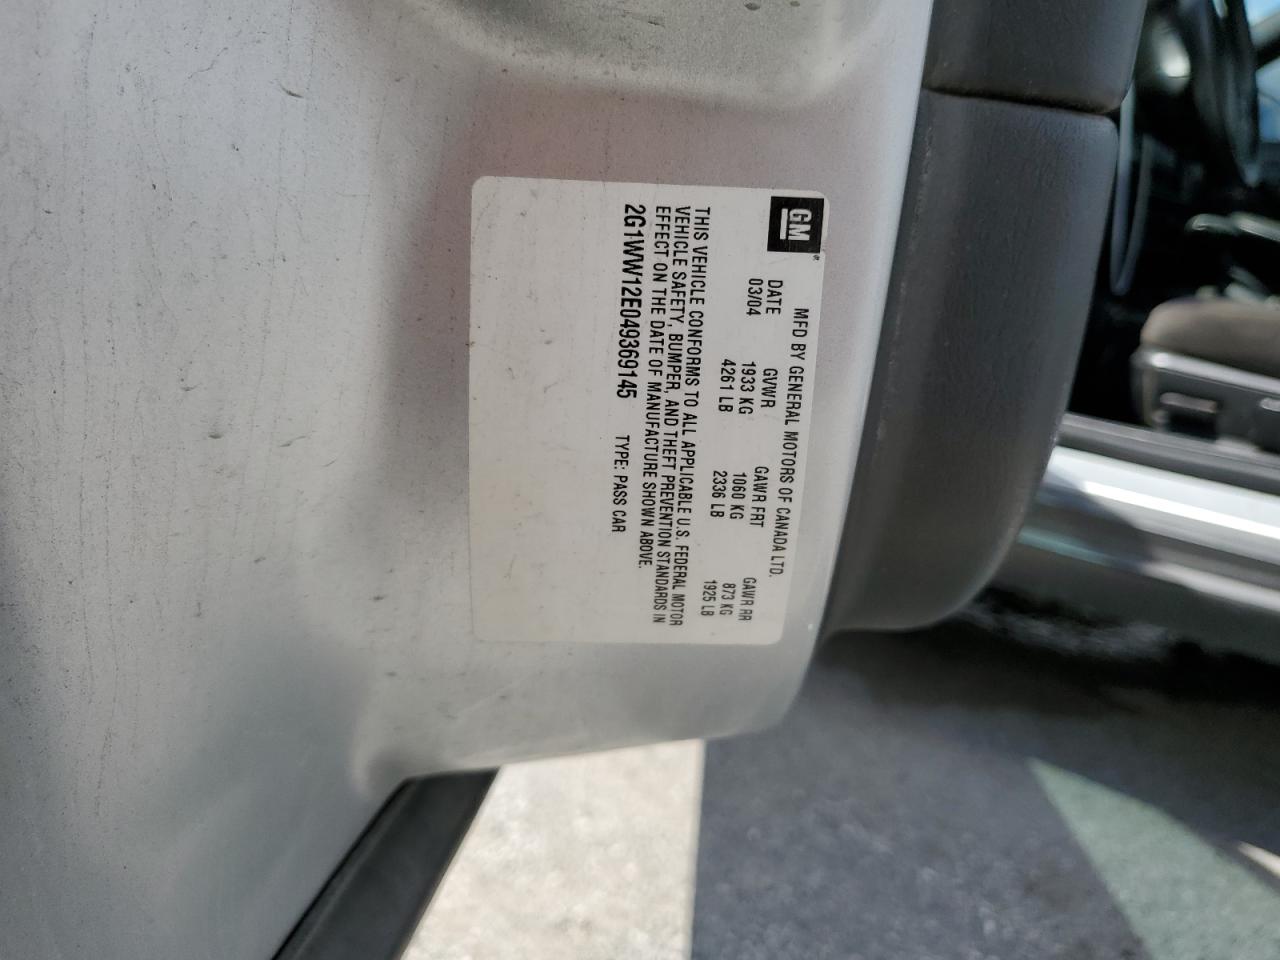 GM
MFD BY GENERAL MOTORS OF CANADA LTD.
DATE GVWR GAWR FRT GAWR RR
03/04 1933 KG 1060 KG 873 KG
4261 LB 2336 LB 1925 LB
THIS VEHICLE CONFORMS TO ALL APPLICABLE U.S. FEDERAL MOTOR
VEHICLE SAFETY, BUMPER, AND THEFT PREVENTION STANDARDS IN
EFFECT ON THE DATE OF MANUFACTURE SHOWN ABOVE.
2G1WW12E049369145 TYPE: PASS CAR